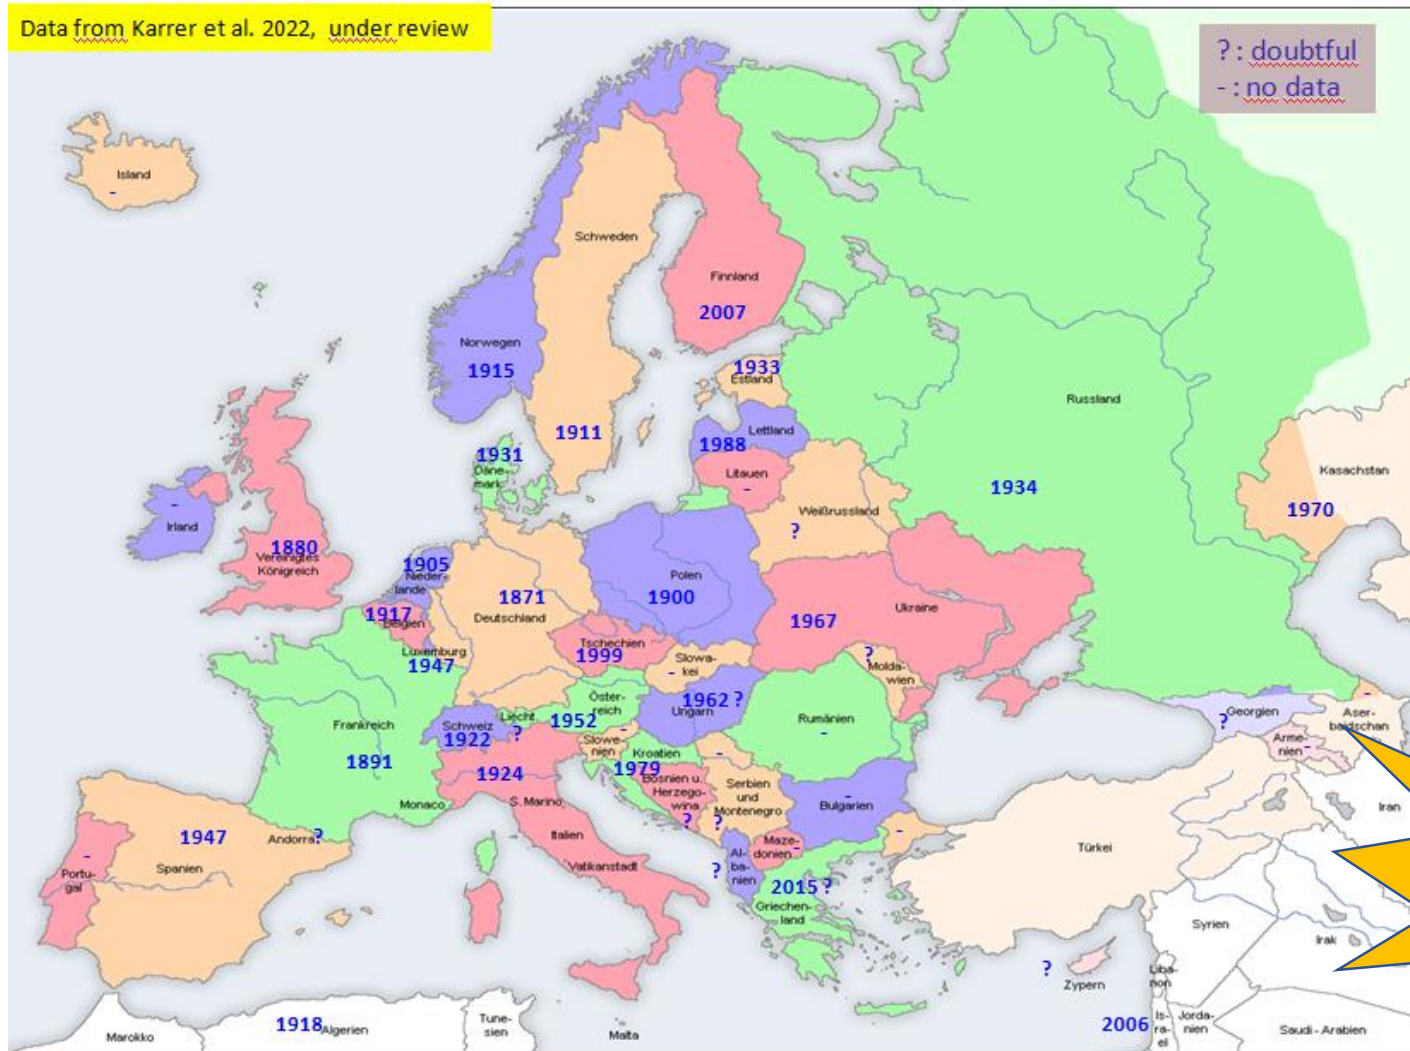 Data from Karrer et al. 2022, under review
? : doubtful
- : no data
Island
-
Schweden
Finnland
2007
Norwegen
1915
1933
Estland
Russland
1911
1988
Lettland
1931
Däne-
mark
Litauen
-
Kasachstan
1934
1970
-
Irland
Weißrussland
?
1880
Vereinigtes
Königreich
1905
Nieder-
lande
Polen
1900
1871
Deutschland
Ukraine
1967
1917
Belgien
Luxemburg
1947
Tschechien
1999
Slowa-
- kei
?
Molda-
wien
Öster-
reich
1952
1962 ?
Ungarn
Rumänien
-
Frankreich
1891
Schweiz
1922
Liecht.
?
Slowe-
nien
-
Kroatien
1979
-
Georgien
?
-
Aser-
baidschan
Arme-
nien
-
1924
Bosnien u.
Herzego-
wina
?
Serbien
und
Montenegro
?
-
Bulgarien
Iran
Monaco
S. Marino
1947
Spanien
Andorra
?
Italien
Vatikanstadt
-
Portu-
gal
Al-
ba-
nien
?
Maze-
donien
-
-
Türkei
2015 ?
Griechen-
land
Syrien
Irak
?
Zypern
Liba-
non
1918
Algerien
Marokko
Tune-
sien
Malta
2006
Is-
ra-
el
Jorda-
nien
Saudi-Arabien